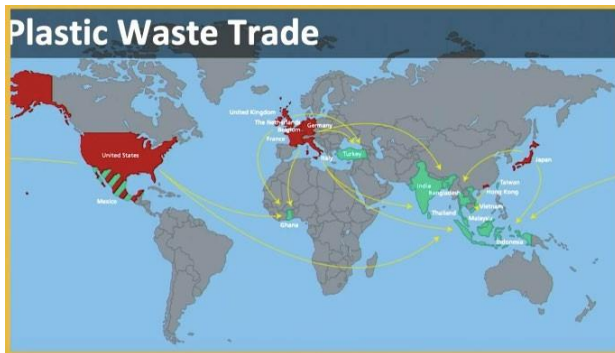 Plastic Waste Trade
United Kingdom
The Netherlands
Germany
Belgium
France
Italy
Turkey
United States
Mexico
Ghana
India
Bangladesh
Japan
Taiwan
Hong Kong
Vietnam
Thailand
Malaysia
Indonesia